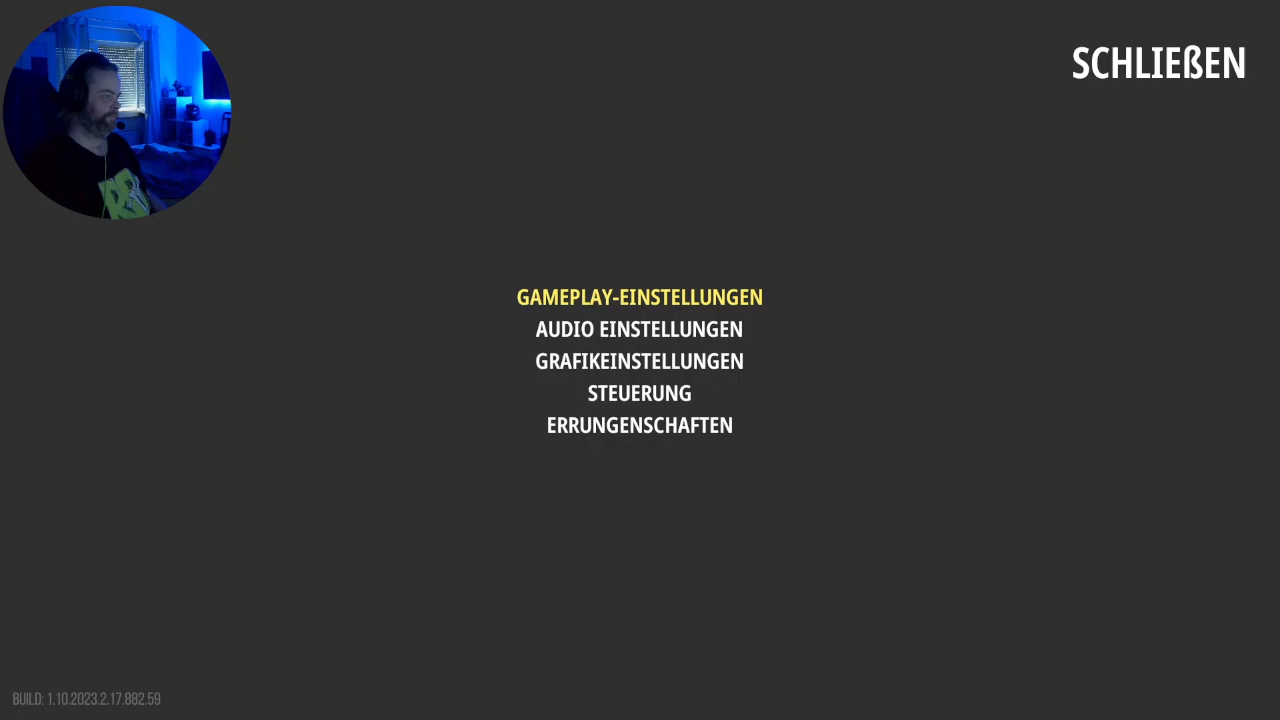 SCHLIEßEN
GAMEPLAY-EINSTELLUNGEN
AUDIO EINSTELLUNGEN
GRAFIKEINSTELLUNGEN
STEUERUNG
ERRUNGENSCHAFTEN
BUILD: 1.10.2023.2.17.882.59